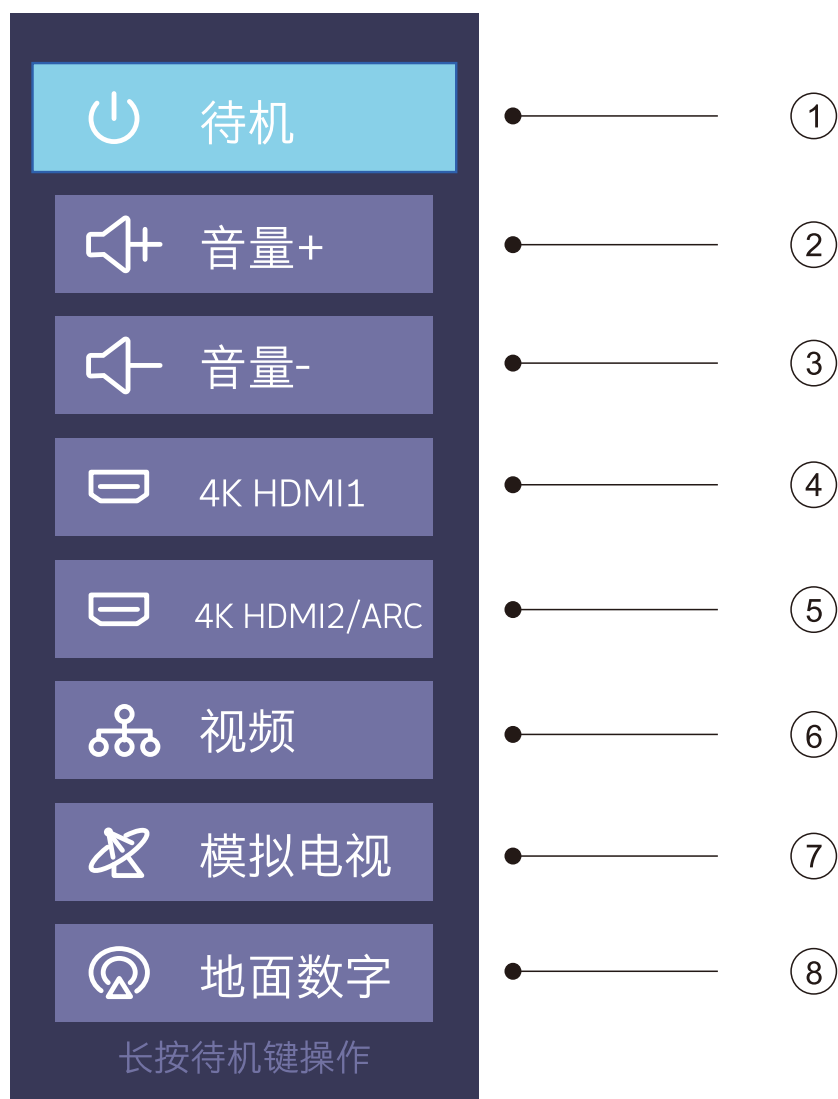 待机 ①
音量+ ②
音量- ③
4K HDMI1 ④
4K HDMI2/ARC ⑤
视频 ⑥
模拟电视 ⑦
地面数字 ⑧
长按待机键操作